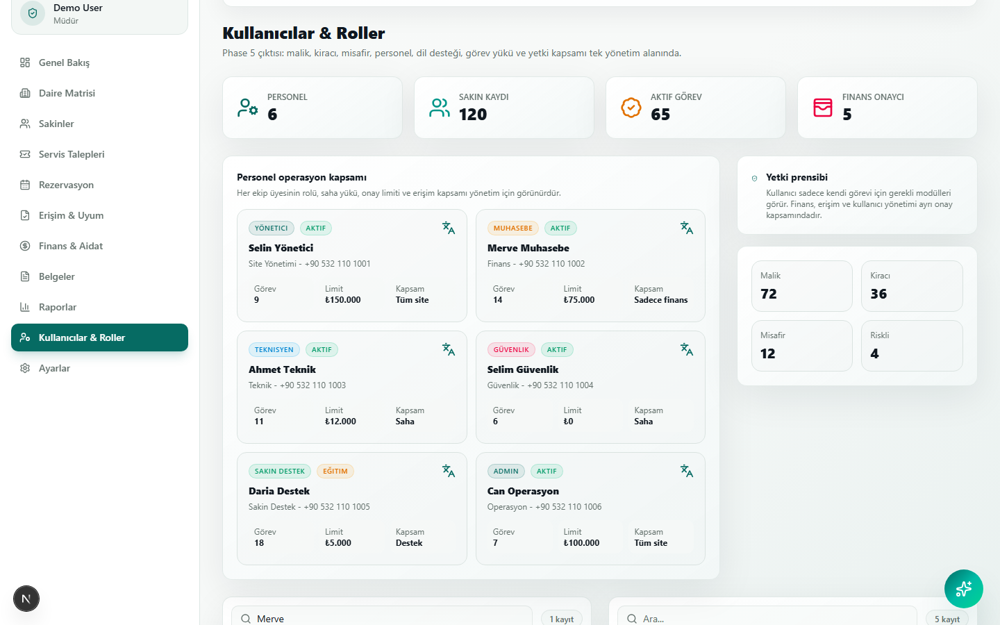 Demo User
Müdür
Genel Bakış
Daire Matrisi
Sakinler
Servis Talepleri
Rezervasyon
Erişim & Uyum
Finans & Aidat
Belgeler
Raporlar
Kullanıcılar & Roller
Ayarlar
N
Kullanıcılar & Roller
Phase 5 çıktısı: malik, kiracı, misafir, personel, dil desteği, görev yükü ve yetki kapsamı tek yönetim alanında.
PERSONEL
6
SAKIN KAYDI
120
AKTIF GÖREV
65
FINANS ONAYCI
5
Personel operasyon kapsamı
Her ekip üyesinin rolü, saha yükü, onay limiti ve erişim kapsamı yönetim için görünürdür.
YÖNETICI AKTIF
Selin Yönetici
Site Yönetimi - +90 532 110 1001
Görev Limit Kapsam
9 ₺150.000 Tüm site
MUHASEBE AKTIF
Merve Muhasebe
Finans - +90 532 110 1002
Görev Limit Kapsam
14 ₺75.000 Sadece finans
TEKNISYEN AKTIF
Ahmet Teknik
Teknik - +90 532 110 1003
Görev Limit Kapsam
11 ₺12.000 Saha
GÜVENLIK AKTIF
Selim Güvenlik
Güvenlik - +90 532 110 1004
Görev Limit Kapsam
6 ₺0 Saha
SAKIN DESTEK EĞITIM
Daria Destek
Sakin Destek - +90 532 110 1005
Görev Limit Kapsam
18 ₺5.000 Destek
ADMIN AKTIF
Can Operasyon
Operasyon - +90 532 110 1006
Görev Limit Kapsam
7 ₺100.000 Tüm site
Yetki prensibi
Kullanıcı sadece kendi görevi için gerekli modülleri
görür. Finans, erişim ve kullanıcı yönetimi ayrı onay
kapsamındadır.
Malik
72
Kiracı
36
Misafir
12
Riskli
4
Merve
1 kayıt
Ara...
5 kayıt